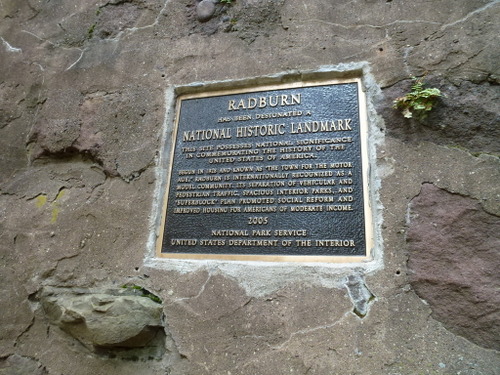 RADBURN
HAS BEEN DESIGNATED A
NATIONAL HISTORIC LANDMARK
THIS SITE POSSESSES NATIONAL SIGNIFICANCE
IN COMMEMORATING THE HISTORY OF THE
UNITED STATES OF AMERICA.
BEGUN IN 1928 AND KNOWN AS "THE TOWN FOR THE MOTOR
AGE," RADBURN IS INTERNATIONALLY RECOGNIZED AS A
MODEL COMMUNITY. ITS SEPARATION OF VEHICULAR AND
PEDESTRIAN TRAFFIC, SPACIOUS INTERIOR PARKS, AND
"SUPERBLOCK" PLAN PROMOTED SOCIAL REFORM AND
IMPROVED HOUSING FOR AMERICANS OF MODERATE INCOME.
2005
NATIONAL PARK SERVICE
UNITED STATES DEPARTMENT OF THE INTERIOR